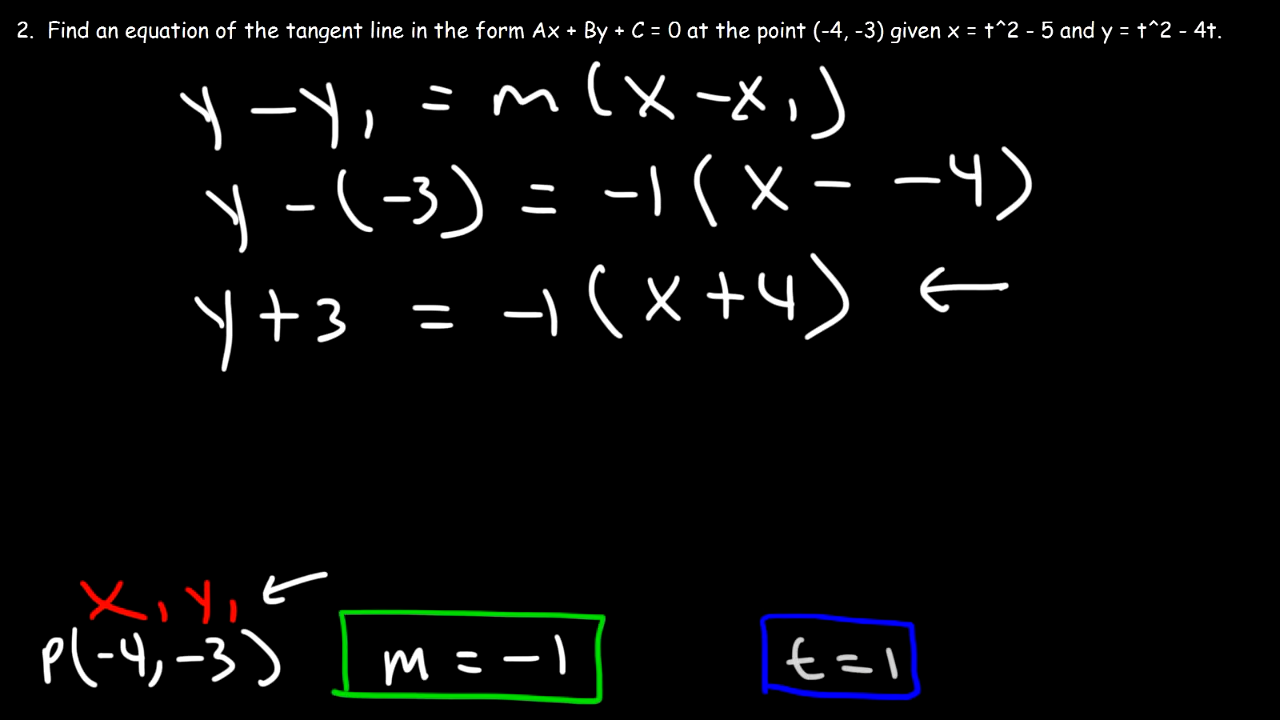 2. Find an equation of the tangent line in the form Ax + By + C = 0 at the point (-4, -3) given x = t^2 - 5 and y = t^2 - 4t.
y - y₁ = m(x - x₁)
y - (-3) = -1(x - -4)
y + 3 = -1(x + 4) ←
x₁ y₁ ←
P(-4, -3) m = -1 t = 1